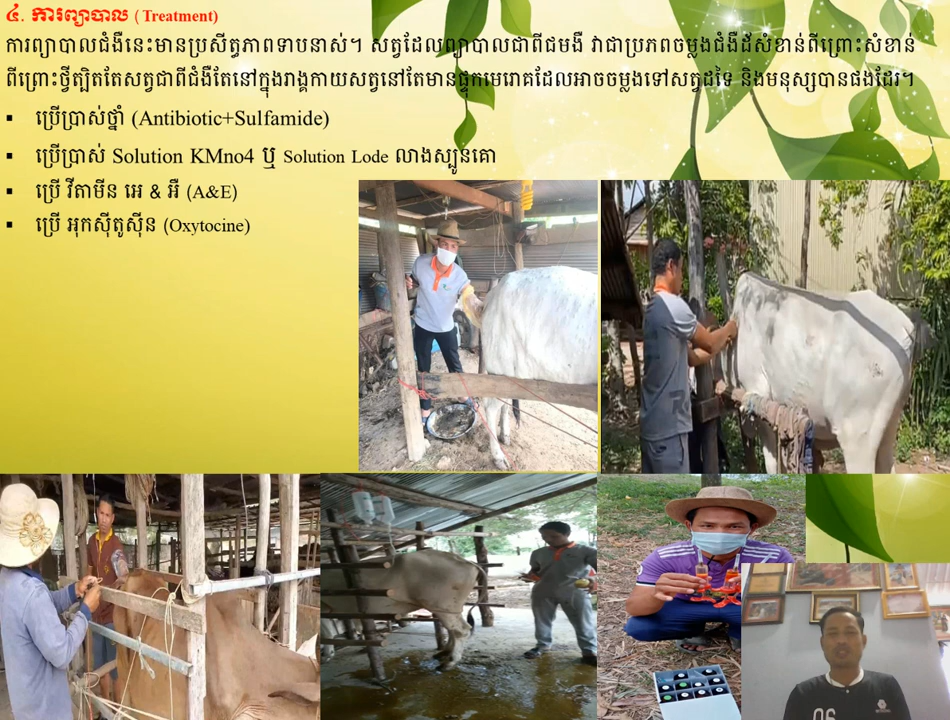 ៤. ការព្យាបាល ( Treatment)
ការព្យាបាលជំងឺនេះមានប្រសិត្ធភាពទាបនាស់។ សត្វដែលព្យាបាលជាពីជមងឺ វាជាប្រភពចម្លងជំងឺដ៏សំខាន់ពីព្រោះសំខាន់
ពីព្រោះថ្វីត្បិតតែសត្វជាពីជំងឺតែនៅក្នុងរាង្គកាយសត្វនៅតែមានផ្ទុកមេរោគដែលអាចចម្លងទៅសត្វដទៃ និងមនុស្សបានផងដែរ។
▪ ប្រើប្រាស់ថ្នាំ (Antibiotic+Sulfamide)
▪ ប្រើប្រាស់ Solution KMno4 ឬ Solution Lode លាងស្បូនគោ
▪ ប្រើ វីតាមីន អេ & អឺ (A&E)
▪ ប្រើ អុកស៊ីតូស៊ីន (Oxytocine)